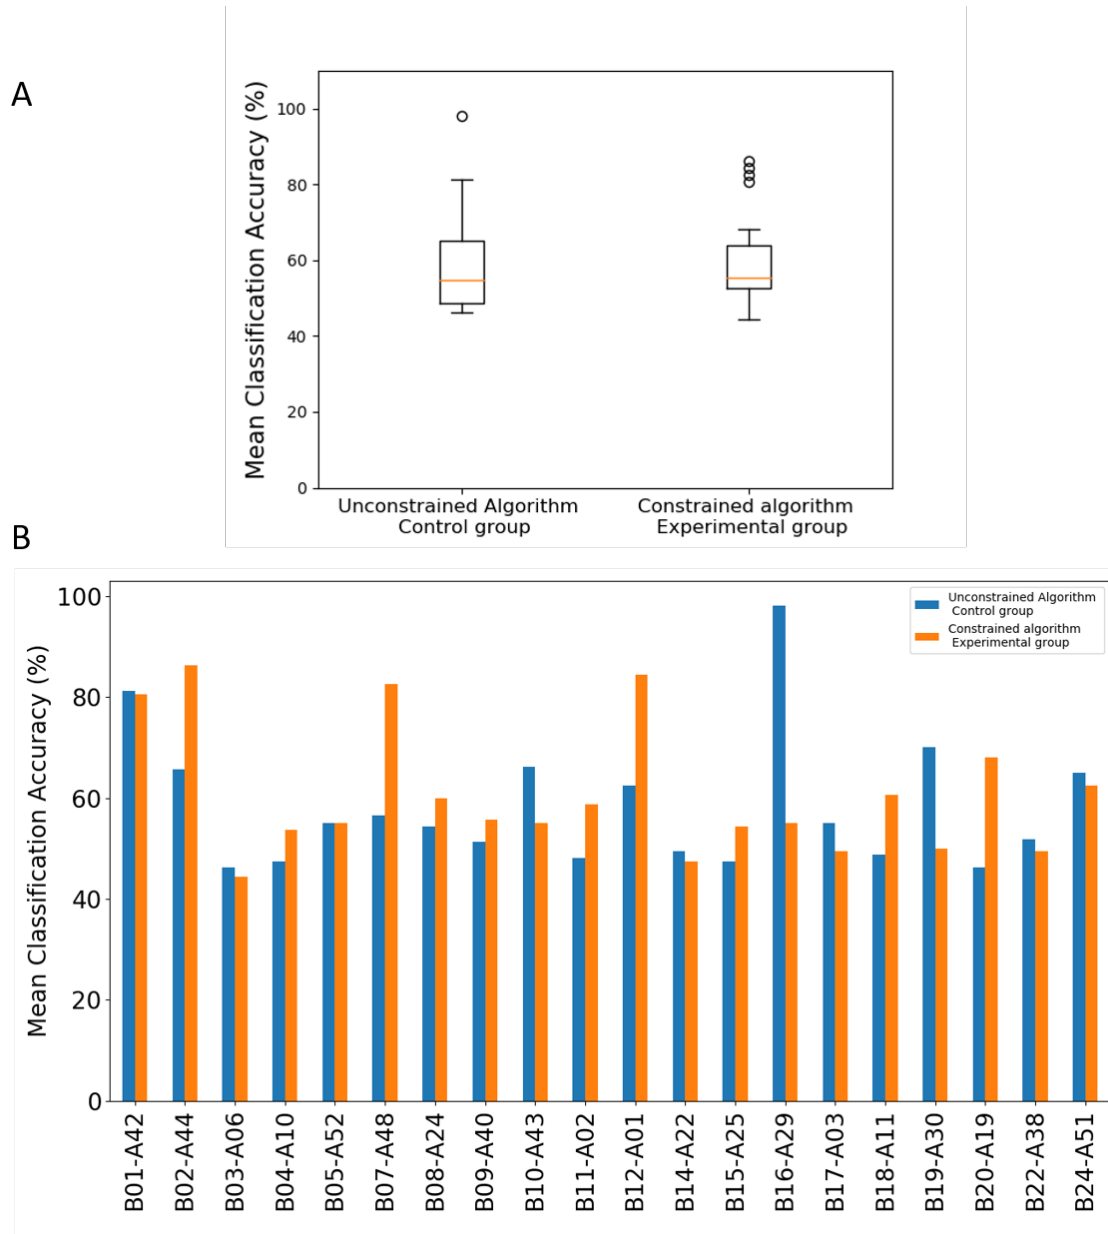 A
Mean Classification Accuracy (%)
100
80
60
40
20
0
Unconstrained Algorithm
Control group
Constrained algorithm
Experimental group
B
Mean Classification Accuracy (%)
100
80
60
40
20
0
Unconstrained Algorithm
Control group
Constrained algorithm
Experimental group
B01-A42
B02-A44
B03-A06
B04-A10
B05-A52
B07-A48
B08-A24
B09-A40
B10-A43
B11-A02
B12-A01
B14-A22
B15-A25
B16-A29
B17-A03
B18-A11
B19-A30
B20-A19
B22-A38
B24-A51